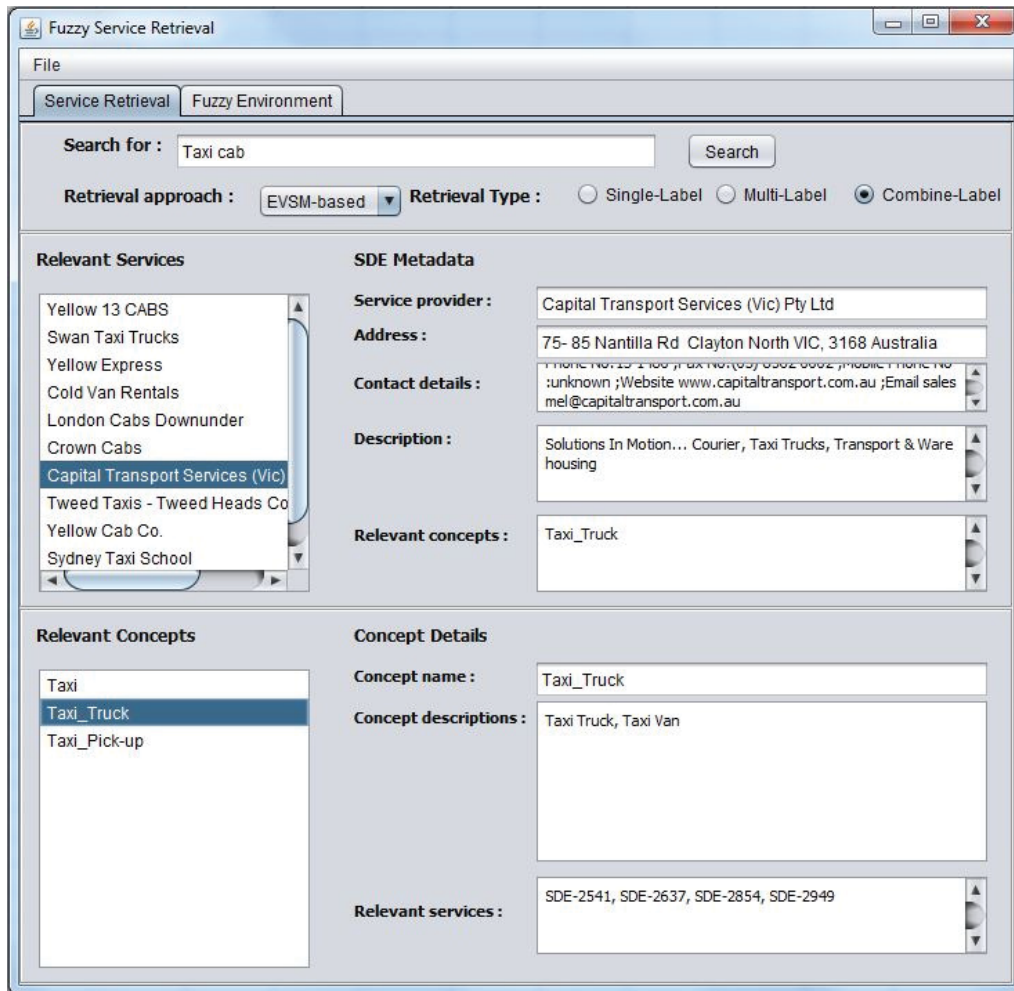 Fuzzy Service Retrieval
File
Service Retrieval
Fuzzy Environment
Search for :
Taxi cab
Search
Retrieval approach :
EVSM-based
Retrieval Type :
Single-Label
Multi-Label
Combine-Label
Relevant Services
Yellow 13 CABS
Swan Taxi Trucks
Yellow Express
Cold Van Rentals
London Cabs Downunder
Crown Cabs
Capital Transport Services (Vic)
Tweed Taxis - Tweed Heads Co
Yellow Cab Co.
Sydney Taxi School
SDE Metadata
Service provider :
Capital Transport Services (Vic) Pty Ltd
Address :
75- 85 Nantilla Rd Clayton North VIC, 3168 Australia
Contact details :
:unknown ;Website www.capitaltransport.com.au ;Email sales
mel@capitaltransport.com.au
Description :
Solutions In Motion... Courier, Taxi Trucks, Transport & Ware
housing
Relevant concepts :
Taxi_Truck
Relevant Concepts
Taxi
Taxi_Truck
Taxi_Pick-up
Concept Details
Concept name :
Taxi_Truck
Concept descriptions :
Taxi Truck, Taxi Van
Relevant services :
SDE-2541, SDE-2637, SDE-2854, SDE-2949